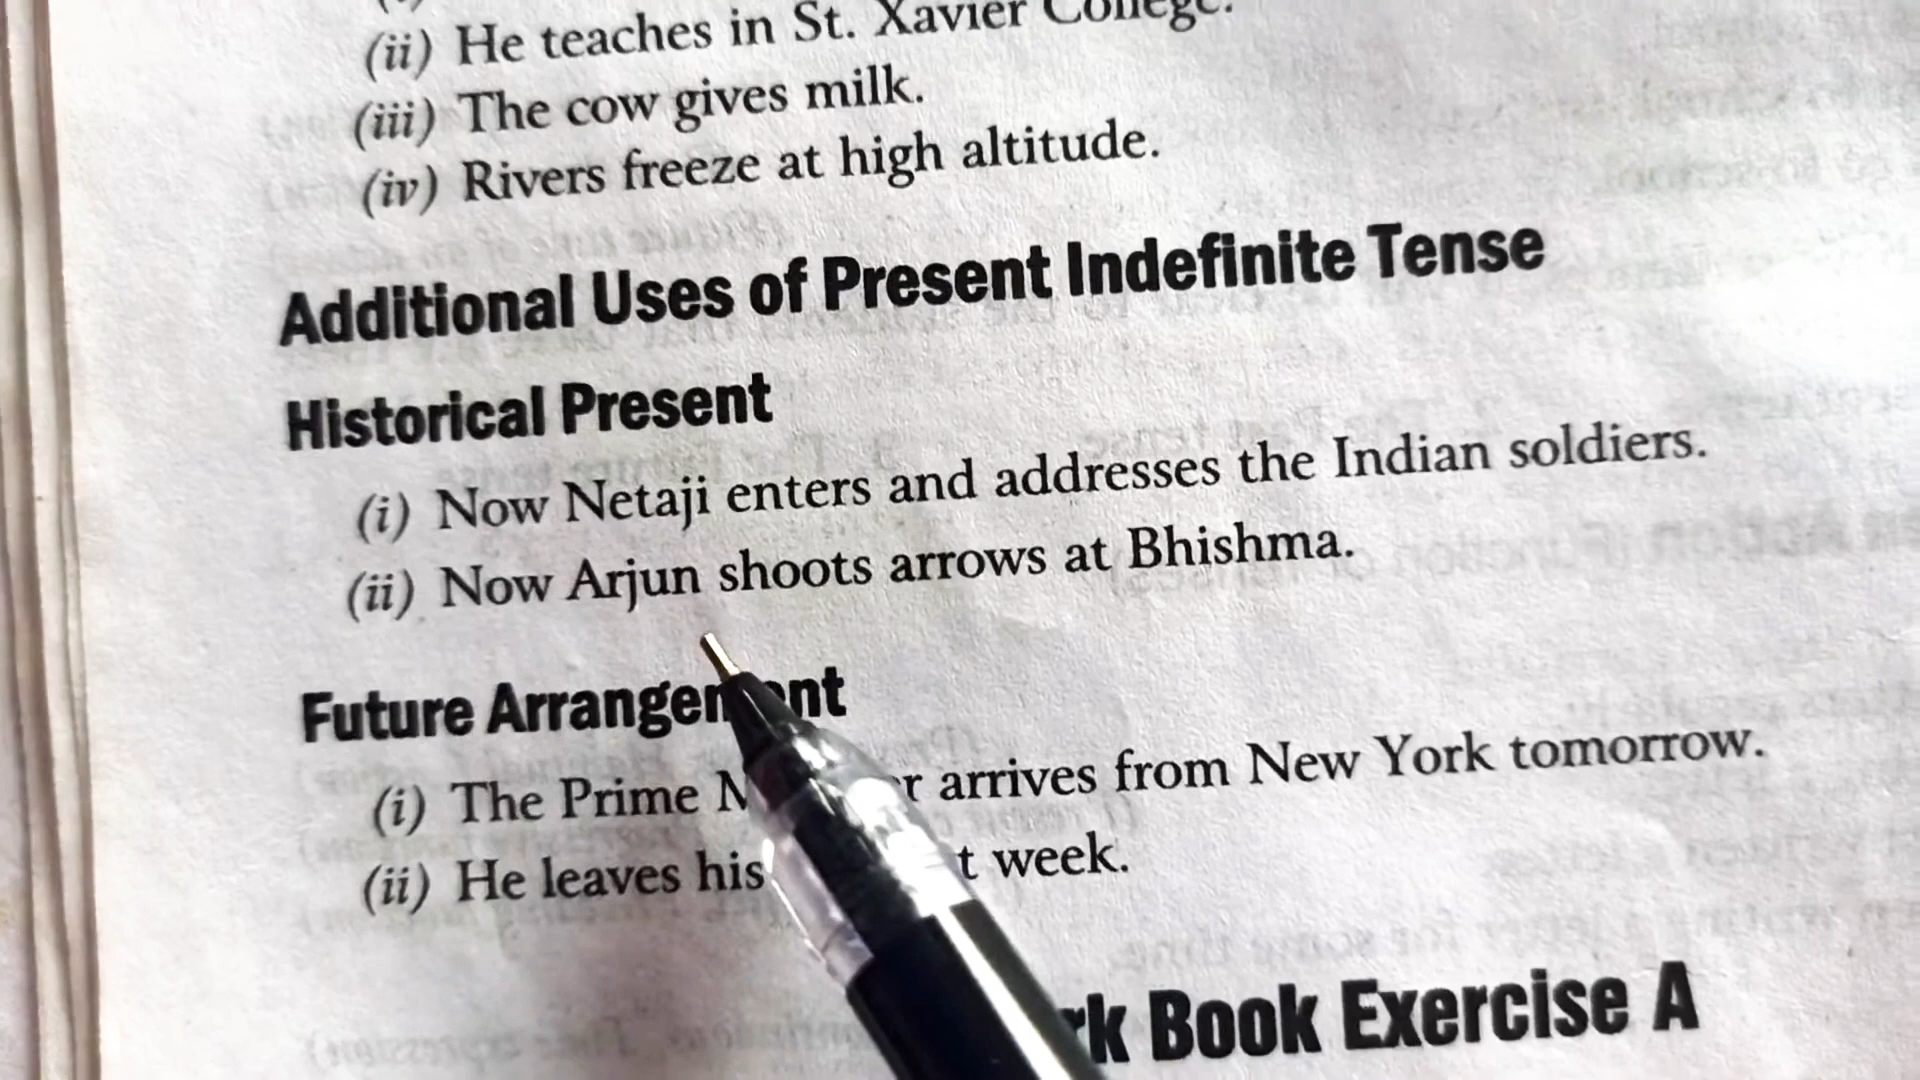 (ii) He teaches in St. Xavier College.
(iii) The cow gives milk.
(iv) Rivers freeze at high altitude.
Additional Uses of Present Indefinite Tense
Historical Present
(i) Now Netaji enters and addresses the Indian soldiers.
(ii) Now Arjun shoots arrows at Bhishma.
Future Arrangement
(i) The Prime arrives from New York tomorrow.
(ii) He leaves his week.
Book Exercise A